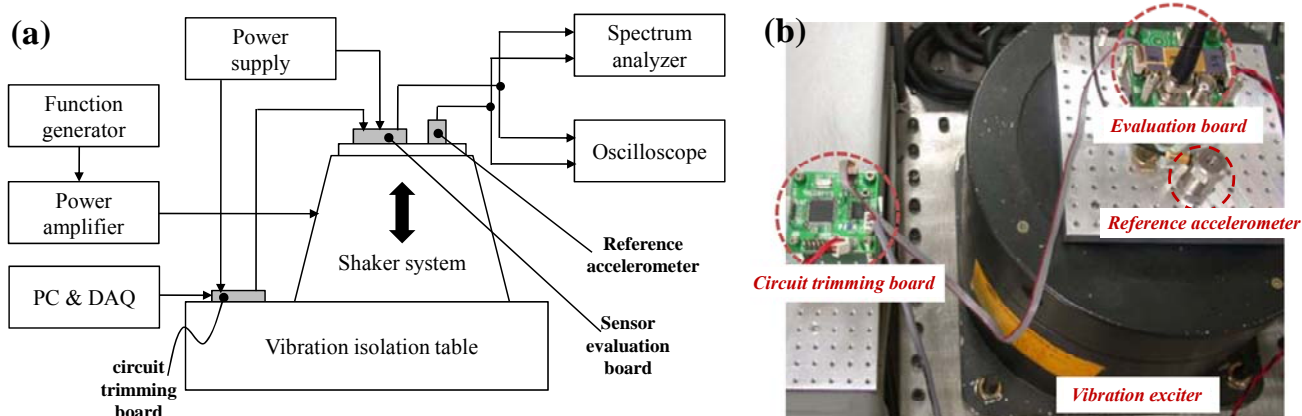 (a)
Power
supply
Spectrum
analyzer
Function
generator
Oscilloscope
Power
amplifier
Shaker system
Reference
accelerometer
PC & DAQ
Vibration isolation table
Sensor
evaluation
board
circuit
trimming
board
(b)
Evaluation board
Reference accelerometer
Circuit trimming board
Vibration exciter